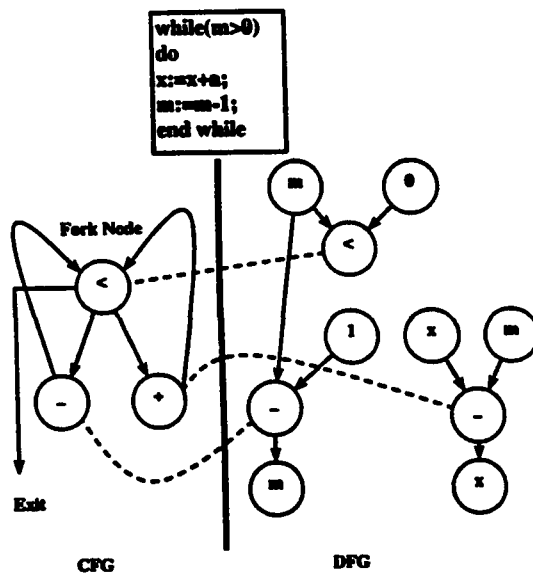 while(m>0)
do
x:=x+n;
m:=m-1;
end while
m
0
Fork Node
<
<
1
x
m
-
+
-
-
m
x
Exit
CFG
DFG